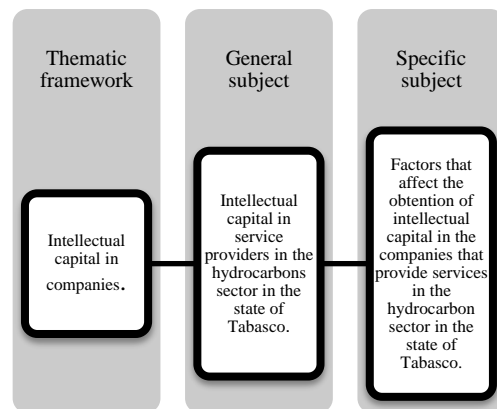 Thematic
framework
Intellectual
capital in
companies.
General
subject
Intellectual
capital in
service
providers in the
hydrocarbons
sector in the
state of
Tabasco.
Specific
subject
Factors that
affect the
obtention of
intellectual
capital in the
companies that
provide services
in the
hydrocarbon
sector in the
state of
Tabasco.